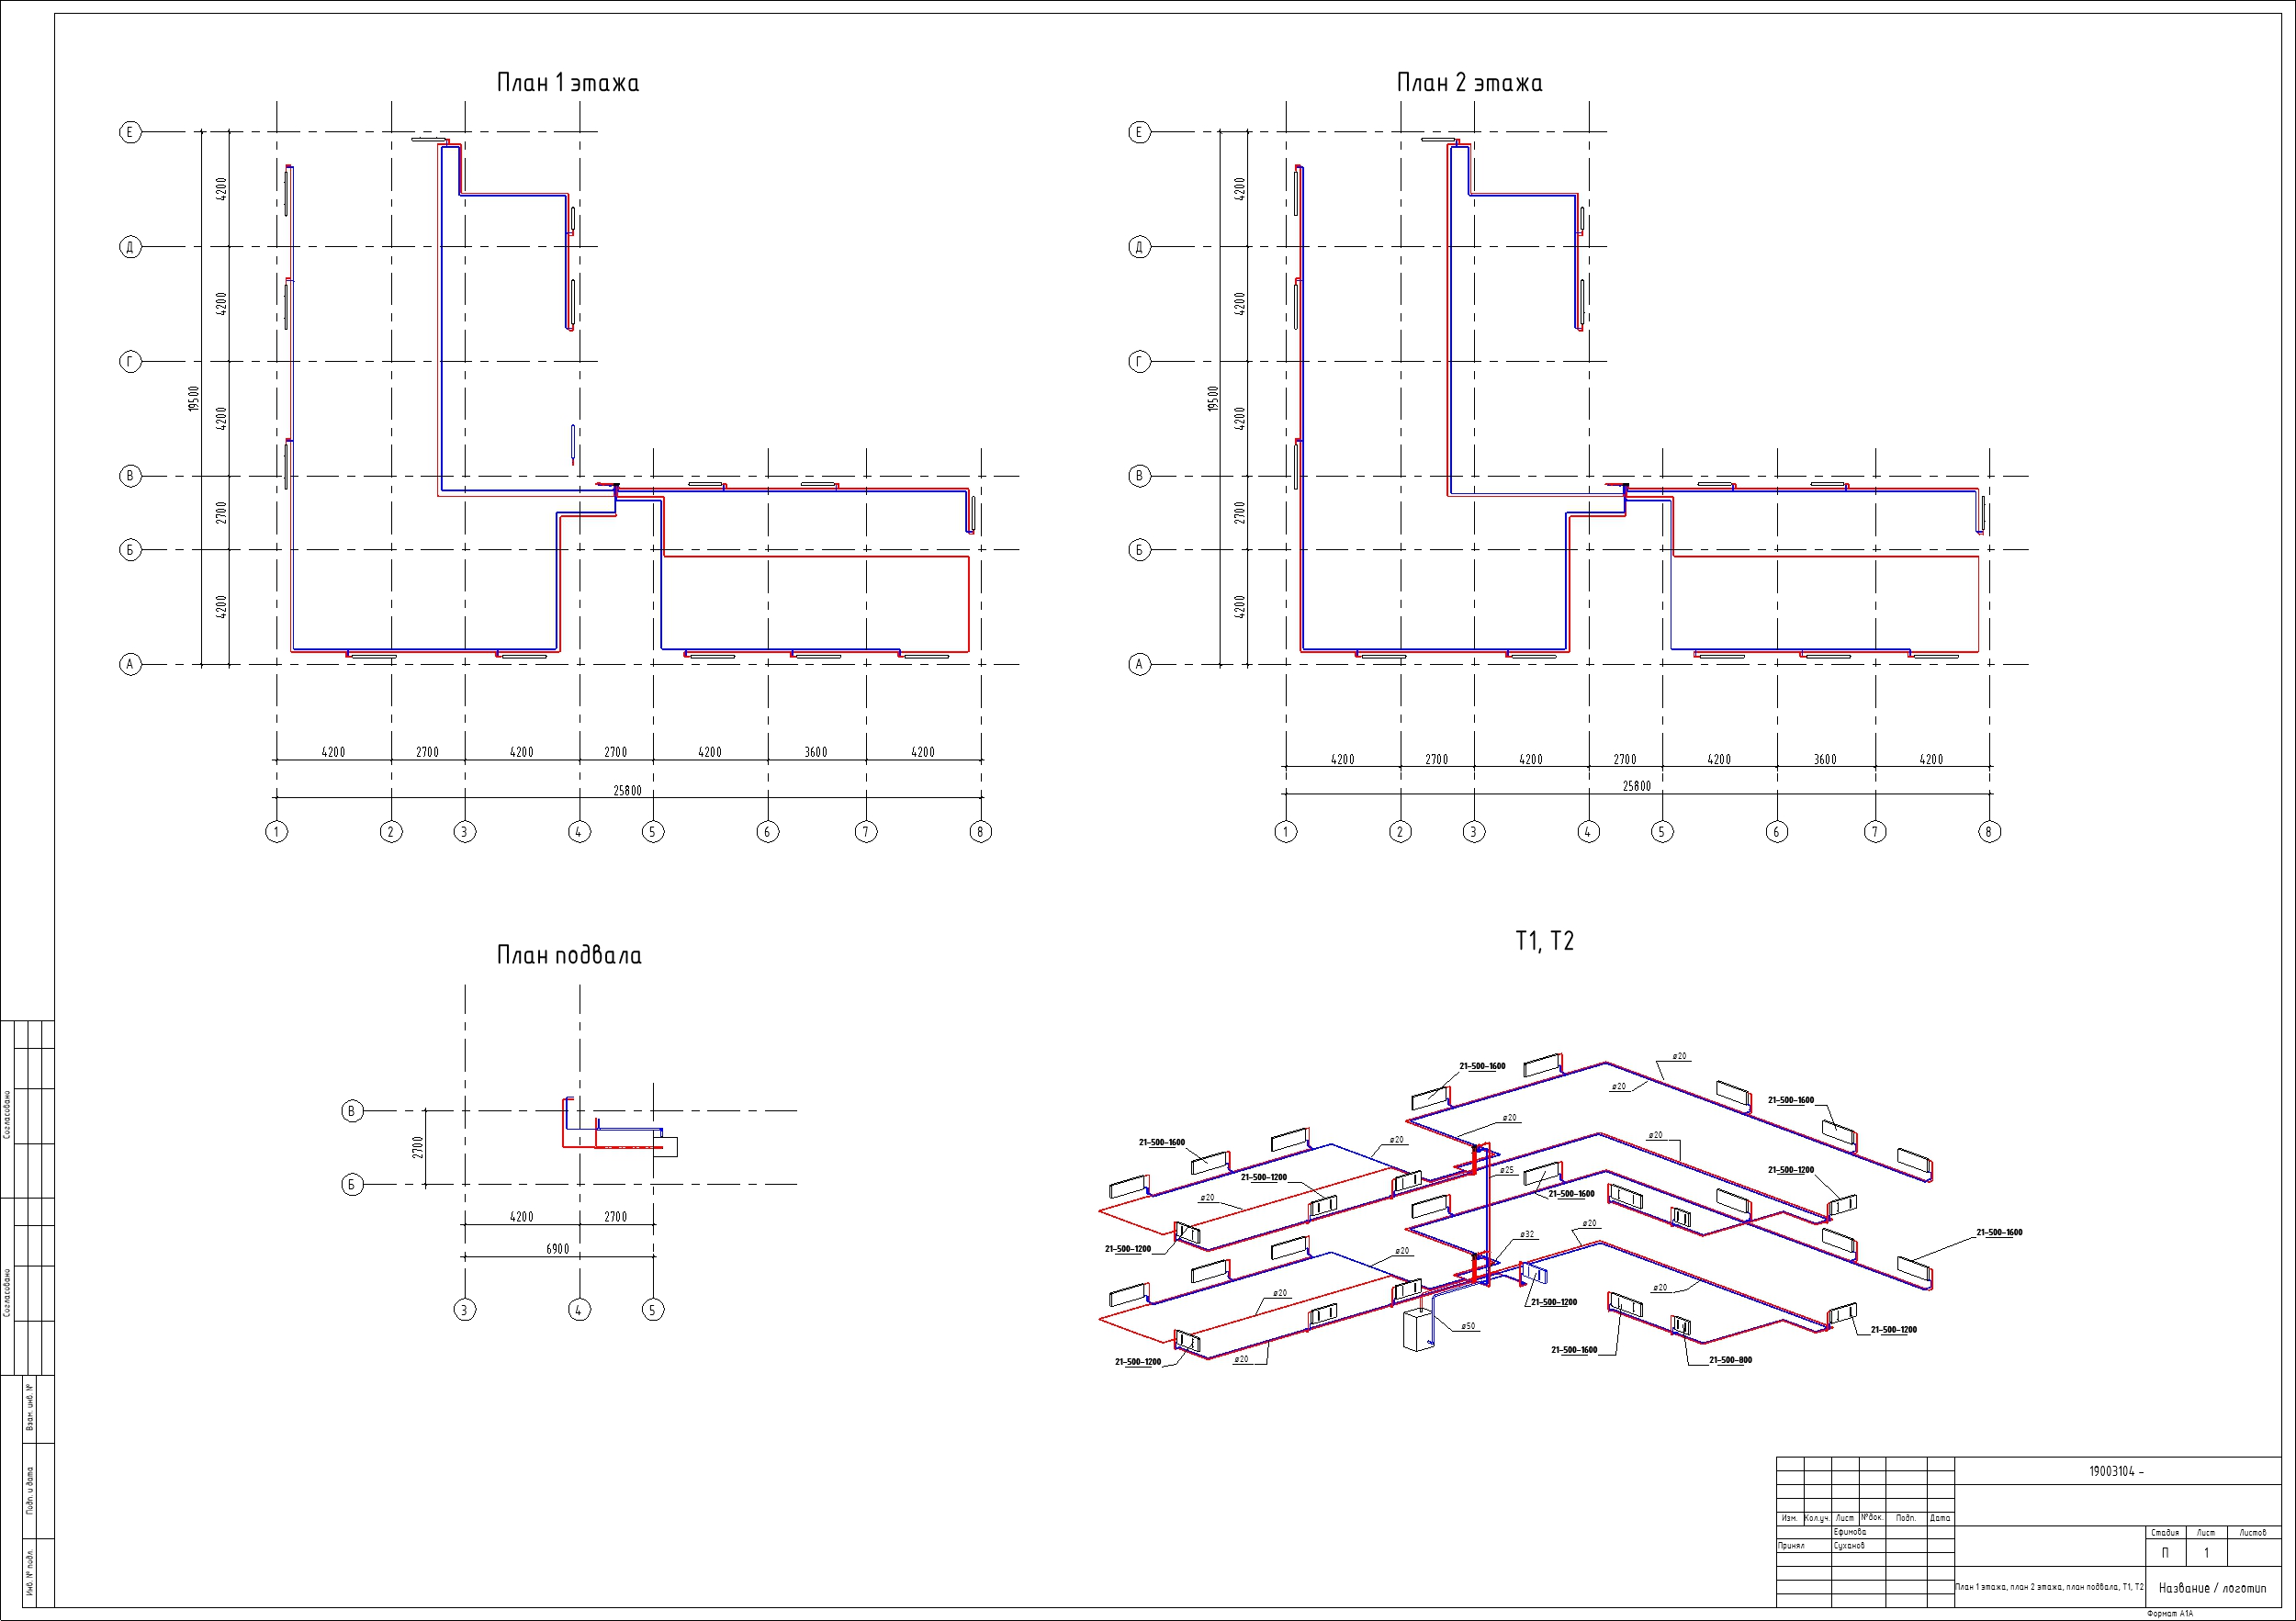 План 1 этажа
Е
Д
Г
В
Б
А
4200
4200
4200
2700
4200
19500
4200 2700 4200 2700 4200 3600 4200
25800
1 2 3 4 5 6 7 8
План 2 этажа
Е
Д
Г
В
Б
А
4200
4200
4200
2700
4200
19500
4200 2700 4200 2700 4200 3600 4200
25800
1 2 3 4 5 6 7 8
План подвала
В
Б
2700
4200 2700
6900
3 4 5
Т1, Т2
ø20
21-500-1600
ø20
21-500-1600
ø20
21-500-1600
ø20
ø20
21-500-1200
ø25
21-500-1200
ø20
21-500-1600
ø20
21-500-1200
ø32
21-500-1600
ø20
ø20
ø20
21-500-1200
ø50
21-500-1200
21-500-1200
ø20
21-500-1600
21-500-800
Согласовано
Согласовано
Взам. инв. №
Подп. и дата
Инв. № подл.
19003104 -
Изм. Кол.уч. Лист №док. Подп. Дата
Ефимова
Принял Суханов
Стадия Лист Листов
П 1
План 1 этажа, план 2 этажа, план подвала, Т1, Т2
Название / логотип
Формат А1А